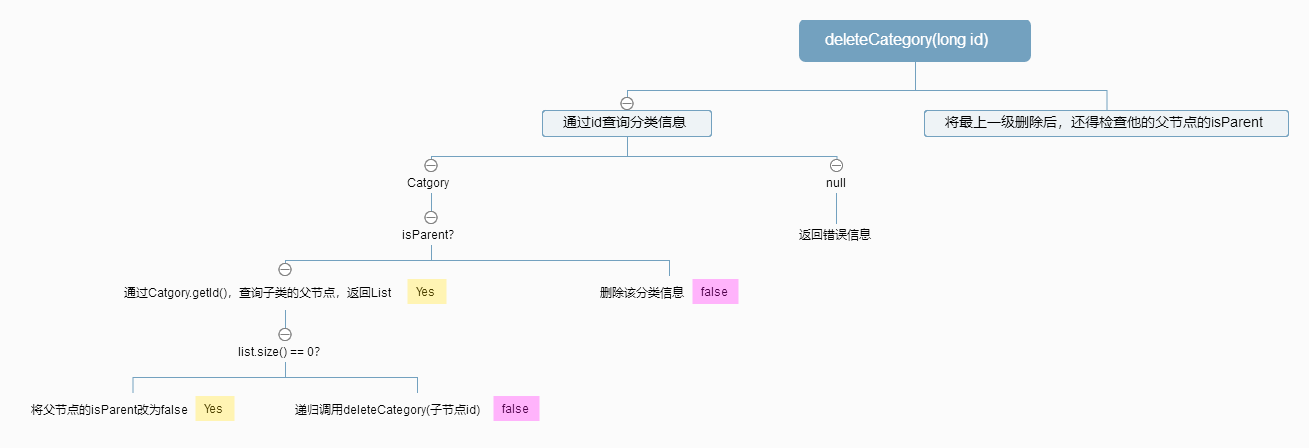 deleteCategory(long id)
通过id查询分类信息
将最上一级删除后，还得检查他的父节点的isParent
Catgory
null
isParent?
返回错误信息
通过Catgory.getId()，查询子类的父节点，返回List
Yes
删除该分类信息
false
list.size() == 0?
将父节点的isParent改为false
Yes
递归调用deleteCategory(子节点id)
false